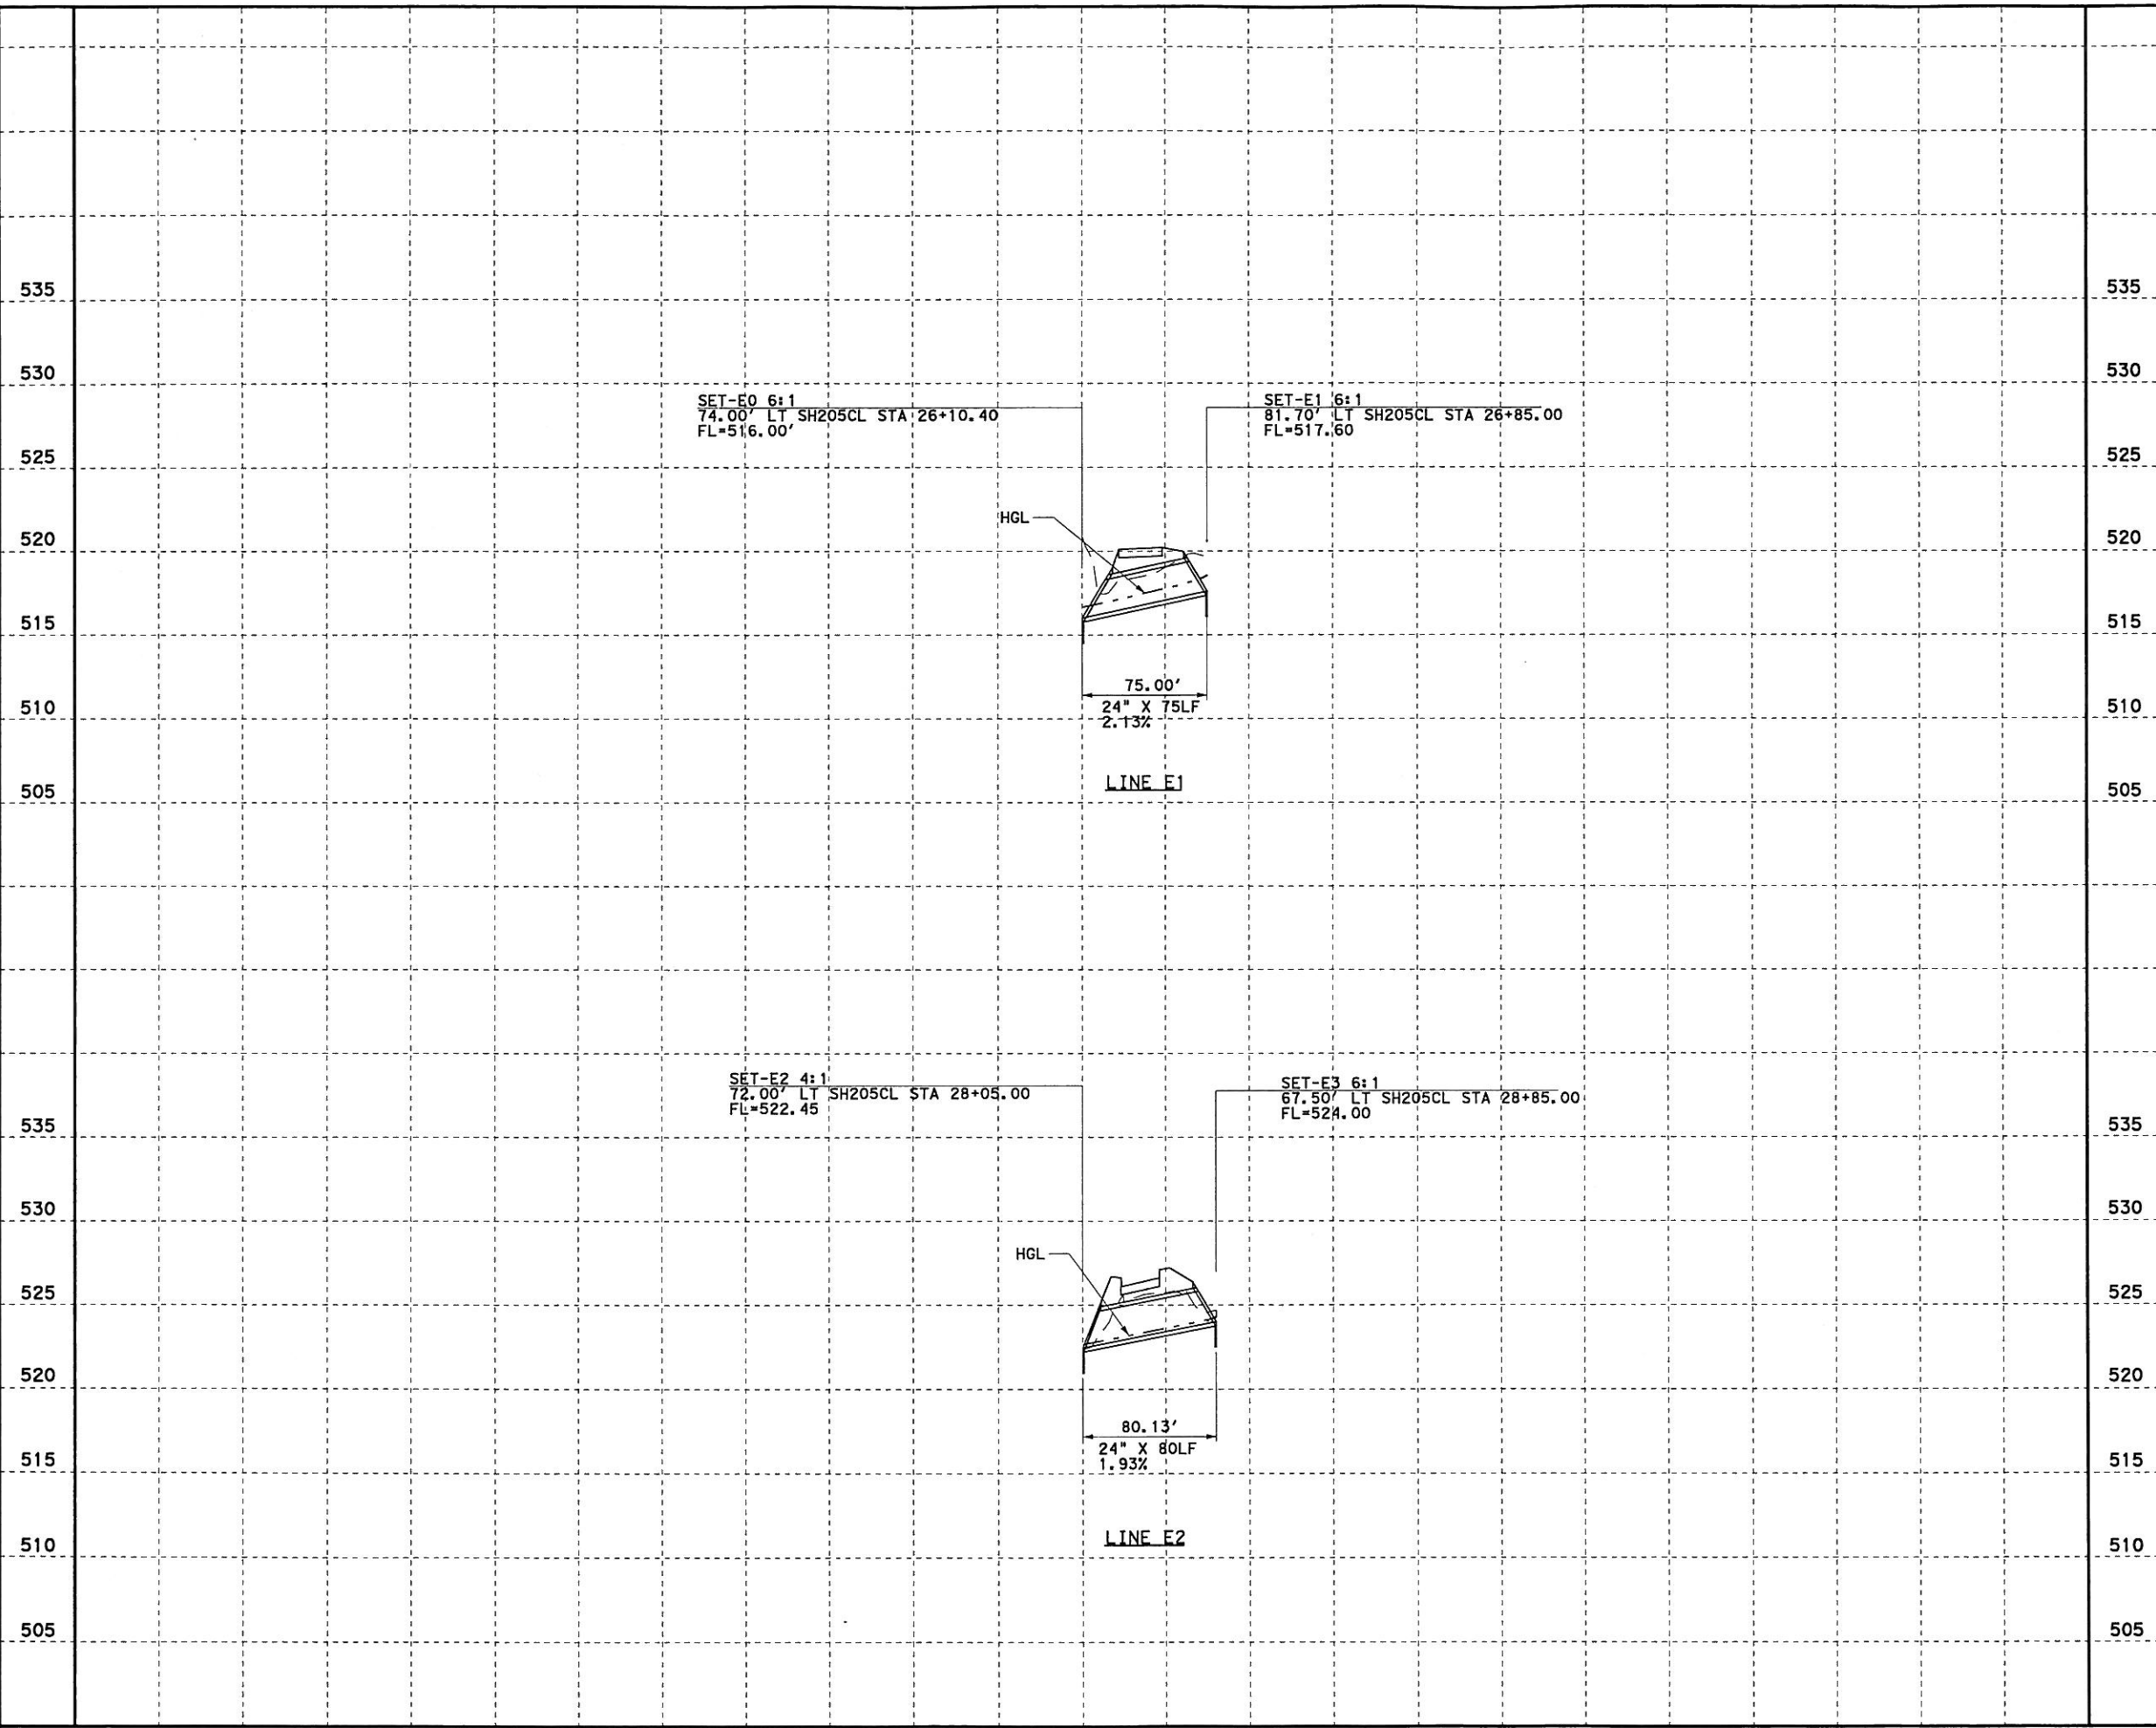 535 535
530 530
SET-E0 6:1
74.00' LT SH205CL STA 26+10.40
FL=516.00'
SET-E1 6:1
81.70' LT SH205CL STA 26+85.00
FL=517.60
525 525
HGL
520 520
515 515
75.00'
24" X 75LF
2.13%
510 510
LINE E1
505 505
SET-E2 4:1
72.00' LT SH205CL STA 28+05.00
FL=522.45
SET-E3 6:1
67.50' LT SH205CL STA 28+85.00
FL=524.00
535 535
530 530
HGL
525 525
520 520
80.13'
24" X 80LF
1.93%
515 515
LINE E2
510 510
505 505